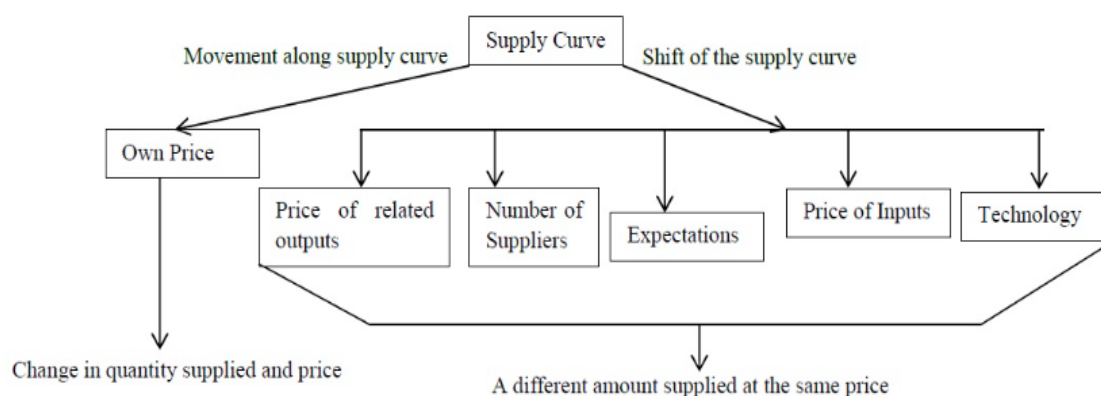 Supply Curve
Movement along supply curve
Shift of the supply curve
Own Price
Price of related
outputs
Number of
Suppliers
Expectations
Price of Inputs
Technology
Change in quantity supplied and price
A different amount supplied at the same price